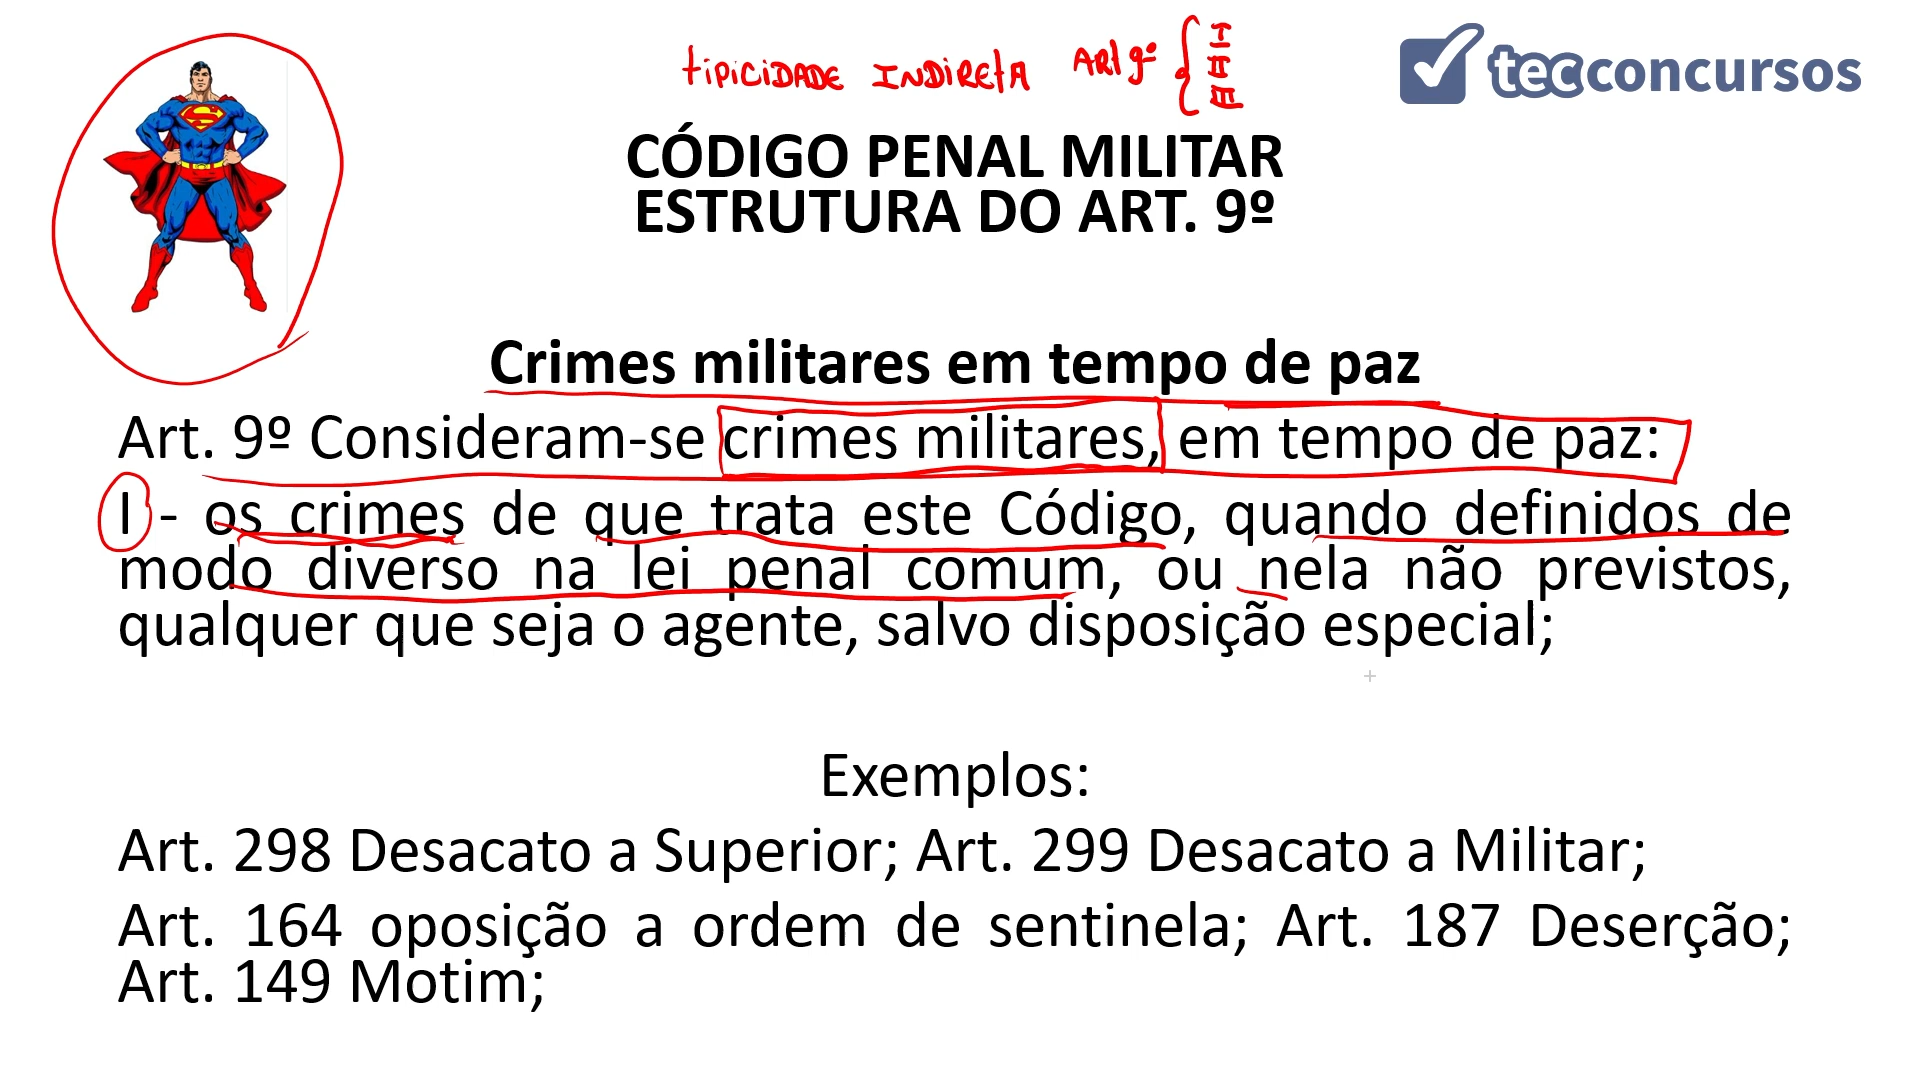 tipicidade indireta Art 9º { I
II
III
tecconcursos
CÓDIGO PENAL MILITAR
ESTRUTURA DO ART. 9º
Crimes militares em tempo de paz
Art. 9º Consideram-se crimes militares, em tempo de paz:
I - os crimes de que trata este Código, quando definidos de
modo diverso na lei penal comum, ou nela não previstos,
qualquer que seja o agente, salvo disposição especial;
Exemplos:
Art. 298 Desacato a Superior; Art. 299 Desacato a Militar;
Art. 164 oposição a ordem de sentinela; Art. 187 Deserção;
Art. 149 Motim;